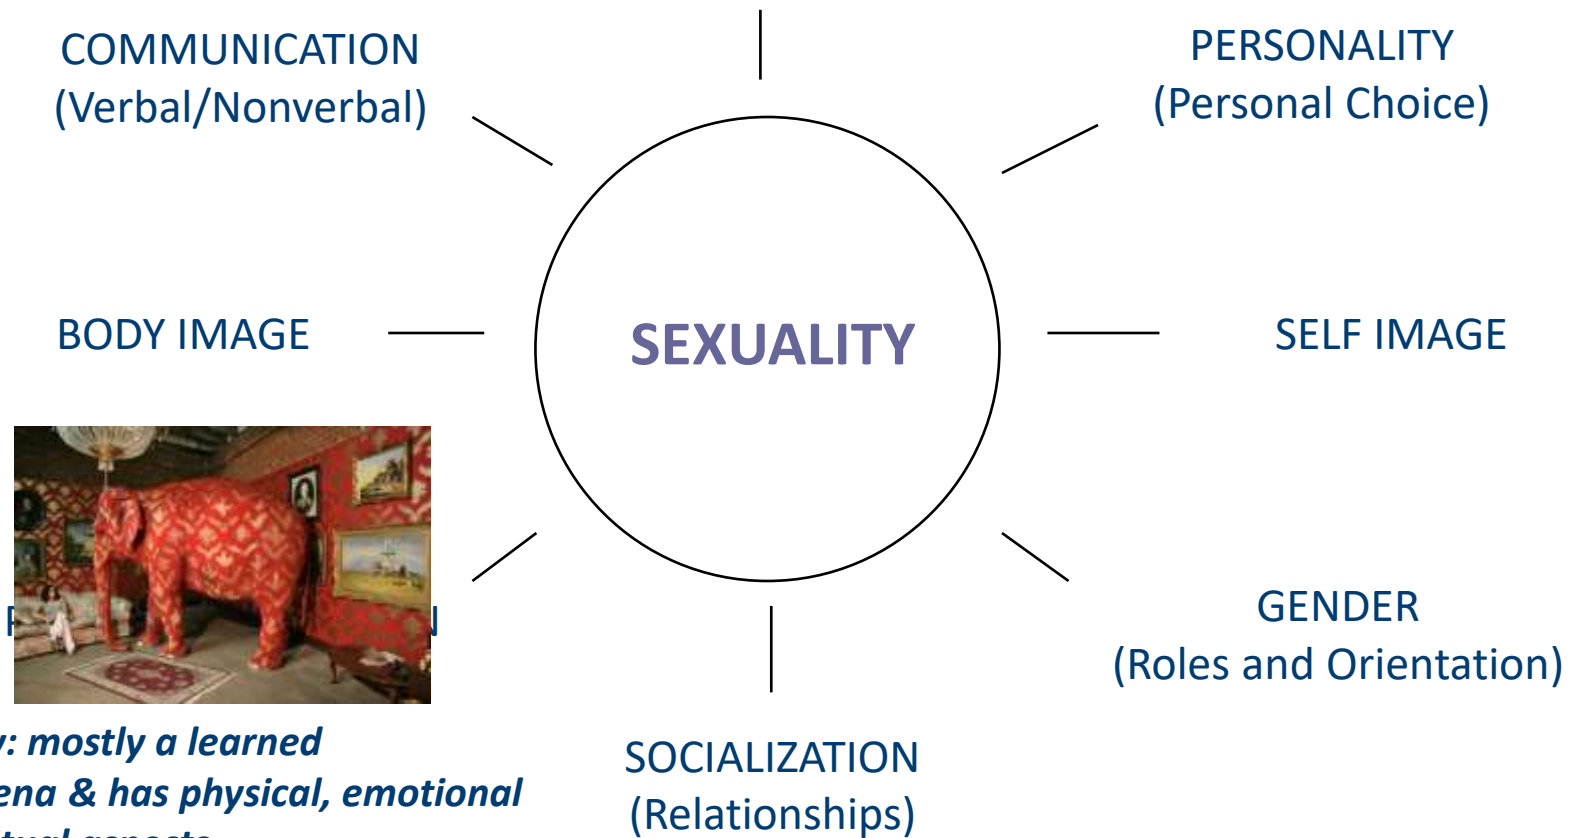 COMMUNICATION
(Verbal/Nonverbal)
PERSONALITY
(Personal Choice)
BODY IMAGE
SEXUALITY
SELF IMAGE
GENDER
(Roles and Orientation)
: mostly a learned
& has physical, emotional
SOCIALIZATION
(Relationships)